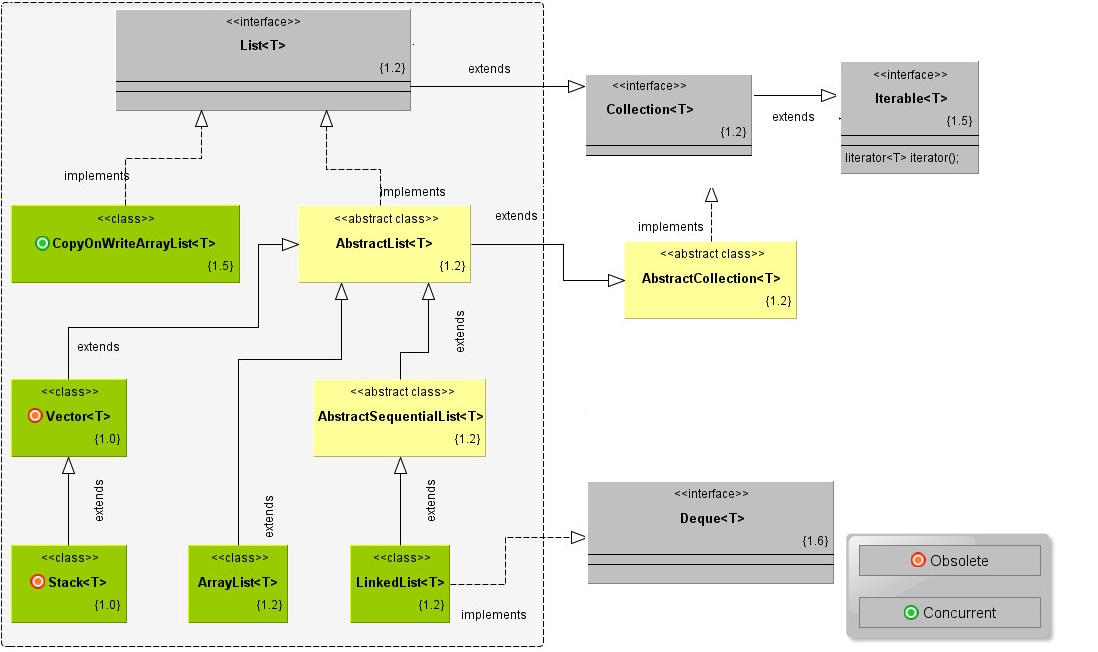 <<interface>>
List<T>
{1.2}
extends
<<interface>>
Collection<T>
{1.2}
extends
<<interface>>
Iterable<T>
{1.5}
Iiterator<T> iterator();
implements
implements
<<class>>
CopyOnWriteArrayList<T>
{1.5}
<<abstract class>>
AbstractList<T>
{1.2}
extends
implements
<<abstract class>>
AbstractCollection<T>
{1.2}
extends
extends
<<class>>
Vector<T>
{1.0}
<<abstract class>>
AbstractSequentialList<T>
{1.2}
extends
extends
extends
<<class>>
Stack<T>
{1.0}
<<class>>
ArrayList<T>
{1.2}
<<class>>
LinkedList<T>
{1.2}
implements
<<interface>>
Deque<T>
{1.6}
Obsolete
Concurrent